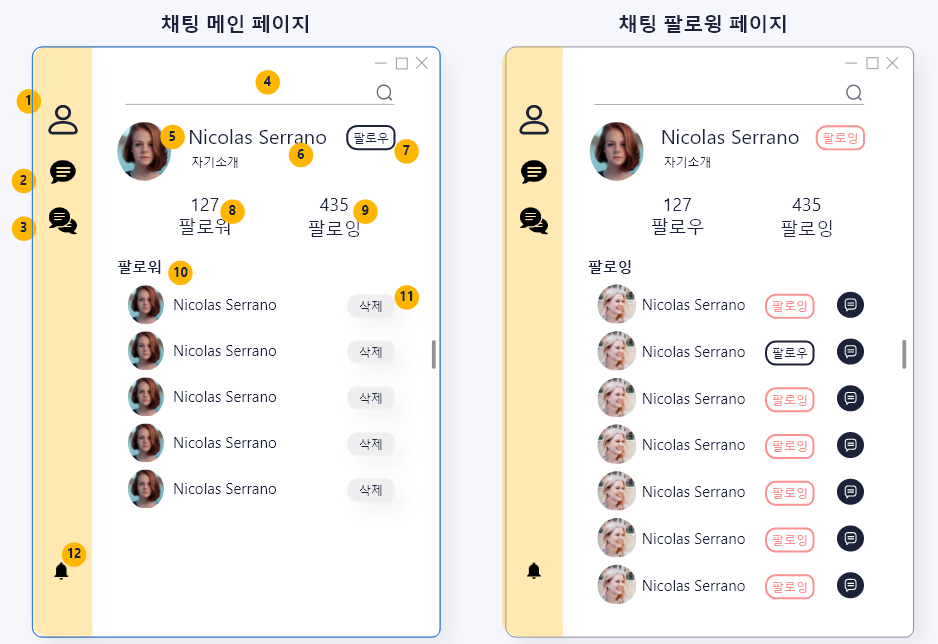 채팅 메인 페이지
4
1
5 Nicolas Serrano 팔로우
6 7
자기소개
2
127 8 435 9
3 팔로워 팔로잉
팔로워 10
Nicolas Serrano 삭제 11
Nicolas Serrano 삭제
Nicolas Serrano 삭제
Nicolas Serrano 삭제
Nicolas Serrano 삭제
12
채팅 팔로윙 페이지
Nicolas Serrano 팔로잉
자기소개
127 435
팔로우 팔로잉
팔로잉
Nicolas Serrano 팔로잉
Nicolas Serrano 팔로우
Nicolas Serrano 팔로잉
Nicolas Serrano 팔로잉
Nicolas Serrano 팔로잉
Nicolas Serrano 팔로잉
Nicolas Serrano 팔로잉